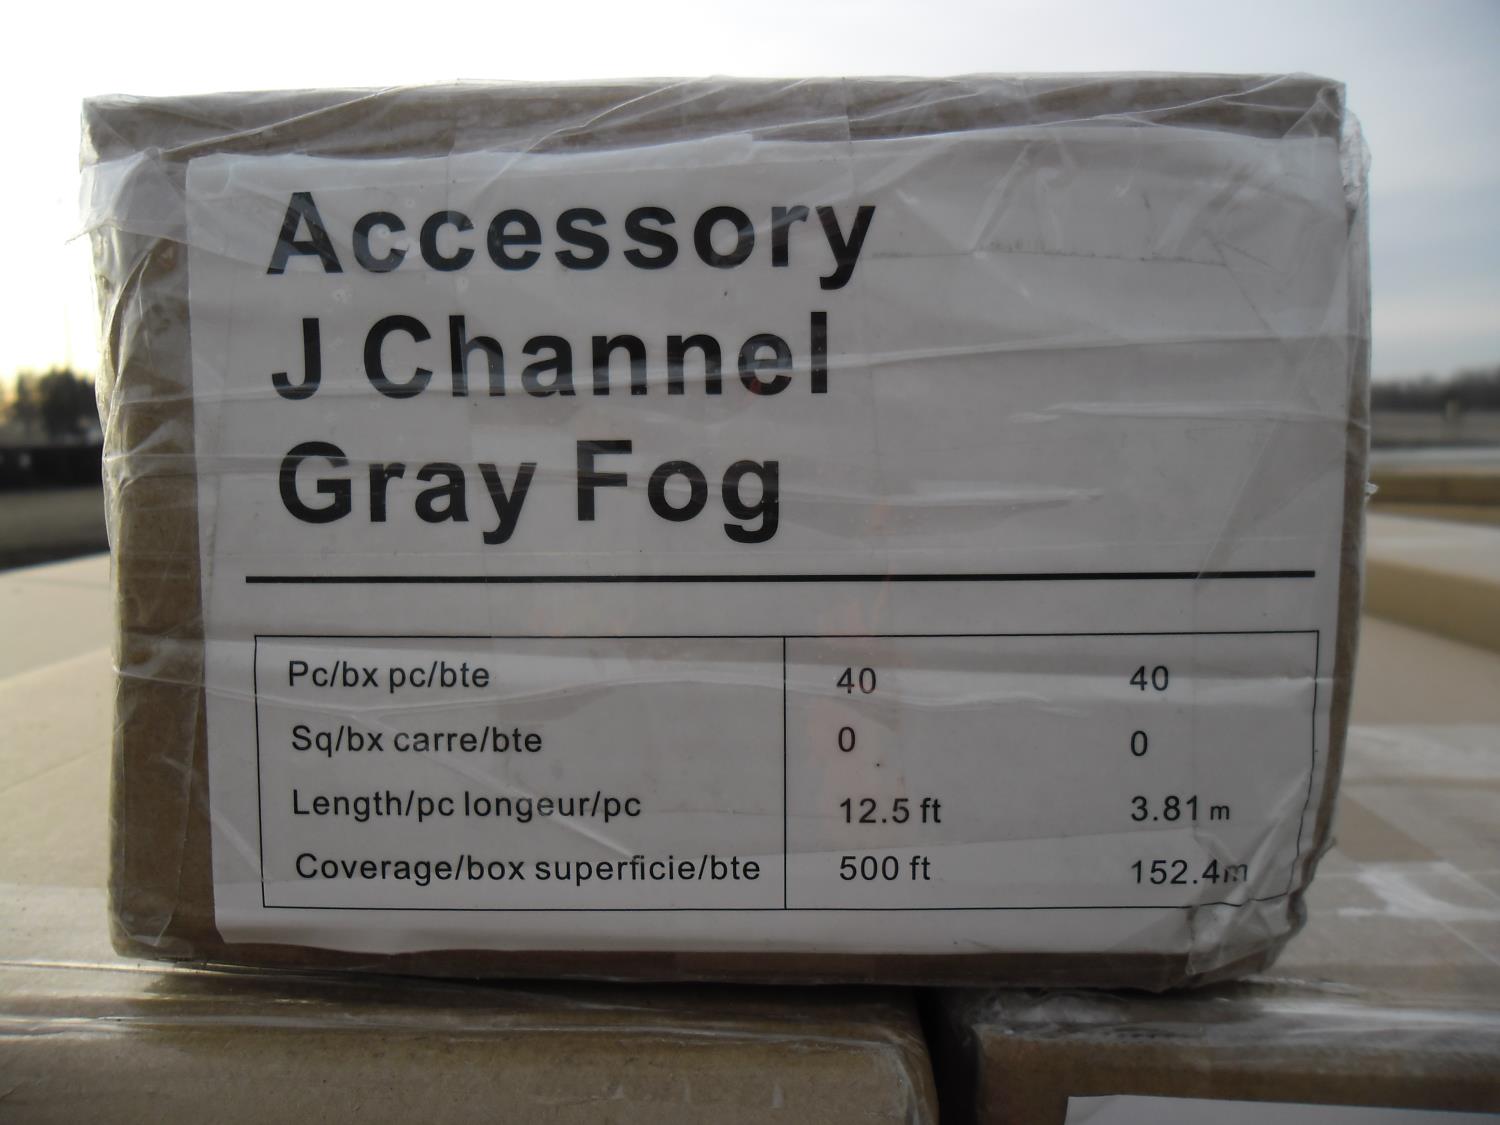 Accessory
J Channel
Gray Fog
Pc/bx pc/bte 40 40
Sq/bx carre/bte 0 0
Length/pc longeur/pc 12.5 ft 3.81 m
Coverage/box superficie/bte 500 ft 152.4m